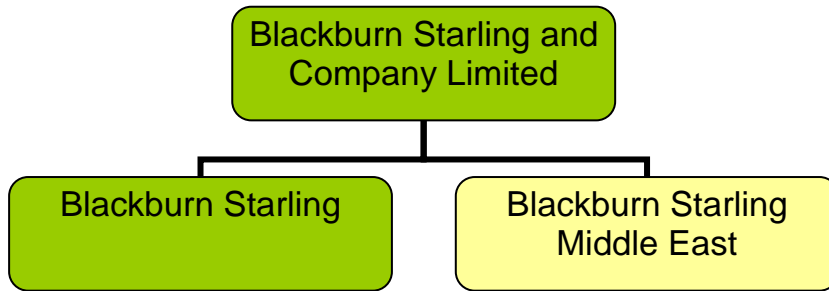 Blackburn Starling and
Company Limited
Blackburn Starling
Blackburn Starling
Middle East